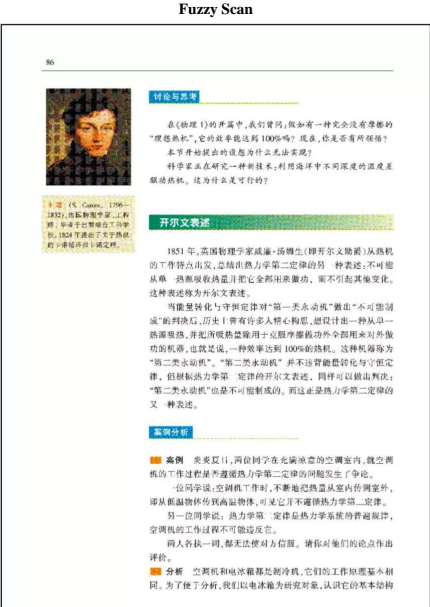 Fuzzy Scan
86
讨论与思考
在《物理 1》的开篇中,我们曾问:假如有一种完全没有摩擦的
“理想热机”,它的效率能达到 100%吗?现在,你是否有所领悟?
本节开始提出的设想为什么无法实现?
科学家正在研究一种新技术:利用海洋中不同深度的温度差
驱动热机。这为什么是可行的?
卡诺 (S. Carnot, 1796—
1832),法国物理学家、工程
师。毕业于巴黎综合工科学
校。1824 年提出了关于热机
的卡诺循环和卡诺定理。
开尔文表述
1851 年,英国物理学家威廉·汤姆生(即开尔文勋爵)从热机
的工作特点出发,总结出热力学第二定律的另一种表述:不可能
从单一热源吸收热量并把它全部用来做功,而不引起其他变化。
这种表述称为开尔文表述。
当能量转化与守恒定律对“第一类永动机”做出“不可能制
成”的判决后,历史上曾有许多人精心构思,想设计出一种从单一
热源吸热,并把所吸热量除用于克服摩擦做功外全部用来对外做
功的机器,也就是说,一种效率达到 100%的热机。这种机器称为
“第二类永动机”。“第二类永动机”并不违背能量转化与守恒定
律,但根据热力学第二定律的开尔文表述,同样可以做出判决:
“第二类永动机”也是不可能制成的。而这正是热力学第二定律的
又一种表述。
案例分析
案例 炎炎夏日,两位同学在充满凉意的空调室内,就空调
机的工作过程是否遵循热力学第二定律的问题发生了争论。
一位同学说:空调机工作时,不断地把热量从室内传到室外,
即从低温物体传到高温物体,可见它并不遵循热力学第二定律。
另一位同学说:热力学第二定律是热力学系统的普遍规律,
空调机的工作过程不可能违反它。
两人各执一词,都无法使对方信服。请你对他们的论点作出
评价。
分析 空调机和电冰箱都是制冷机,它们的工作原理基本相
同。为了便于分析,我们以电冰箱为研究对象,认识它的基本结构